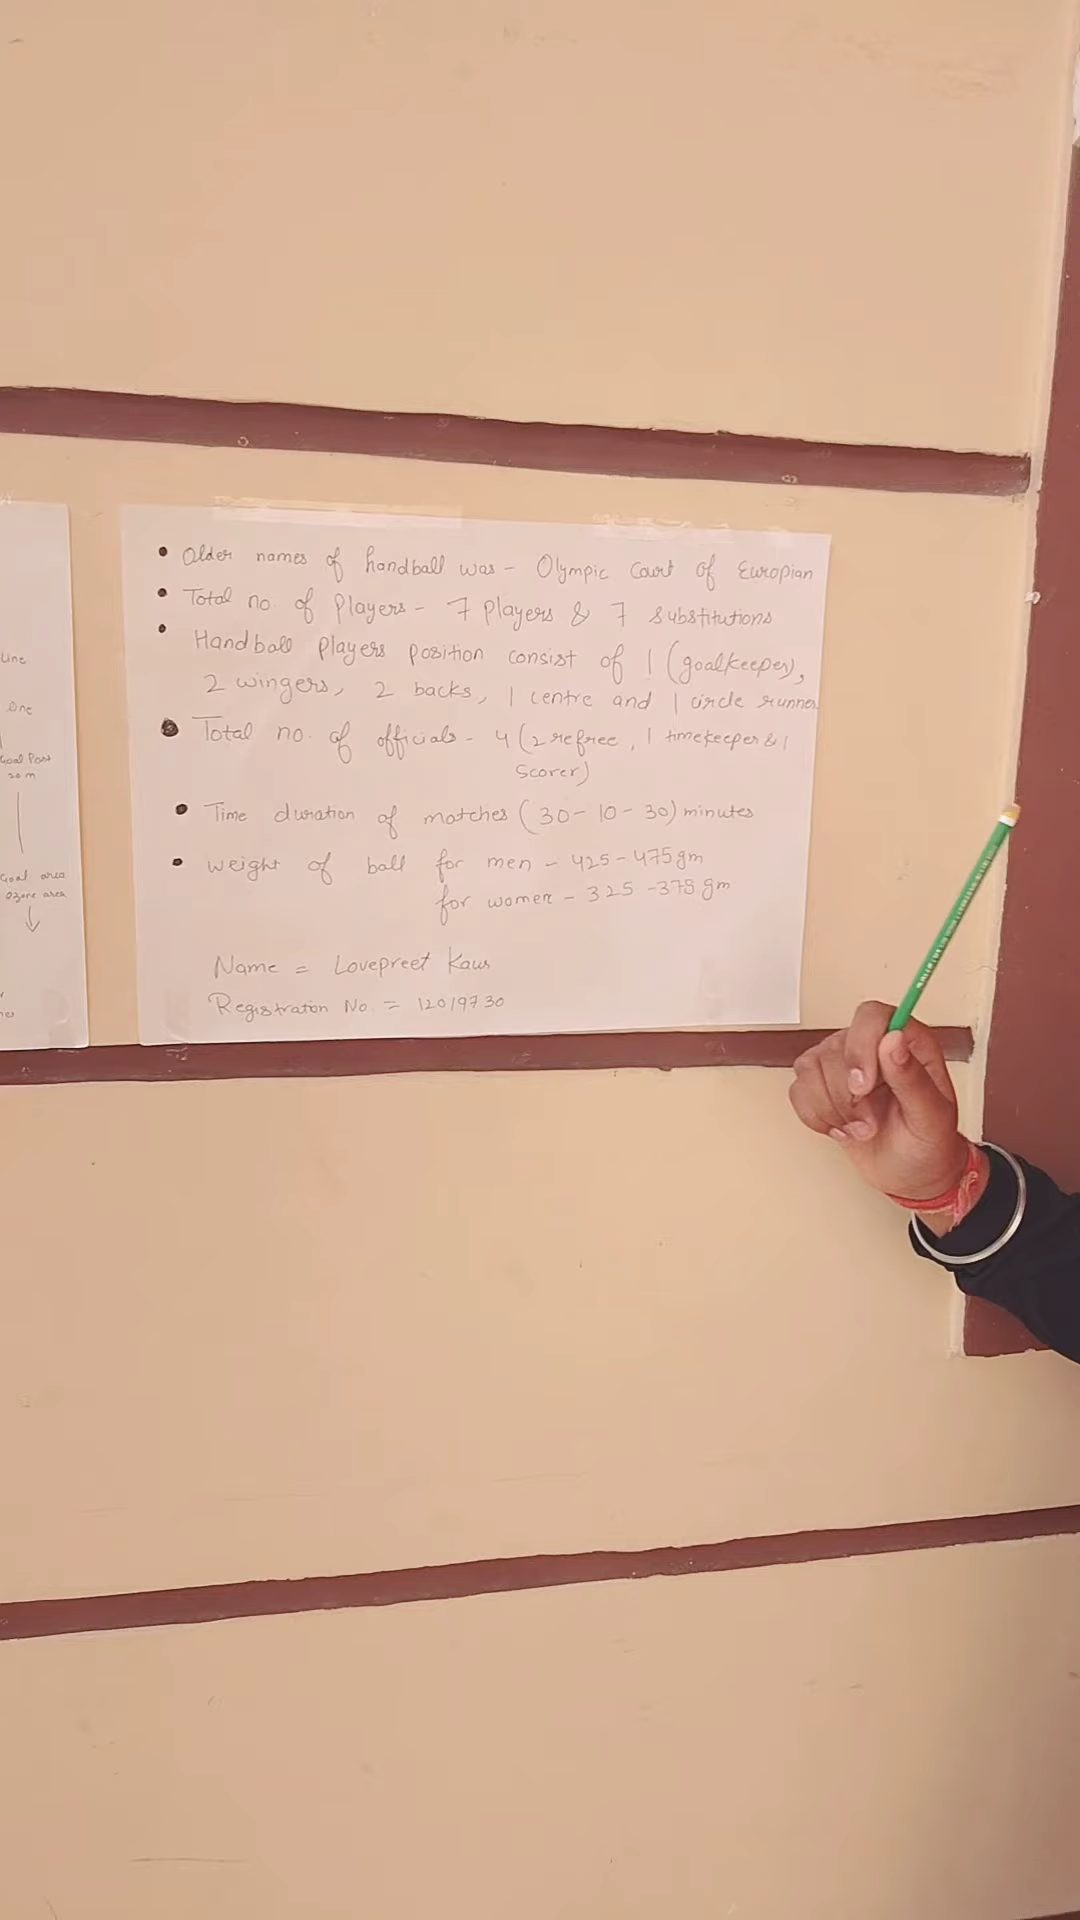 Line
Line
Goal Post
20 m
Goal area
D zone area
• Older names of handball was - Olympic Court of Europian
• Total no. of Players - 7 Players & 7 substitutions
• Handball Players position consist of 1 (goalkeeper),
2 wingers, 2 backs, 1 centre and 1 circle runner.
• Total no. of officials - 4 (2 refree, 1 timekeeper & 1
scorer)
• Time duration of matches (30-10-30) minutes
• weight of ball for men - 425-475 gm
for women - 325 -375 gm
Name = Lovepreet Kaur
Registration No. = 12019730